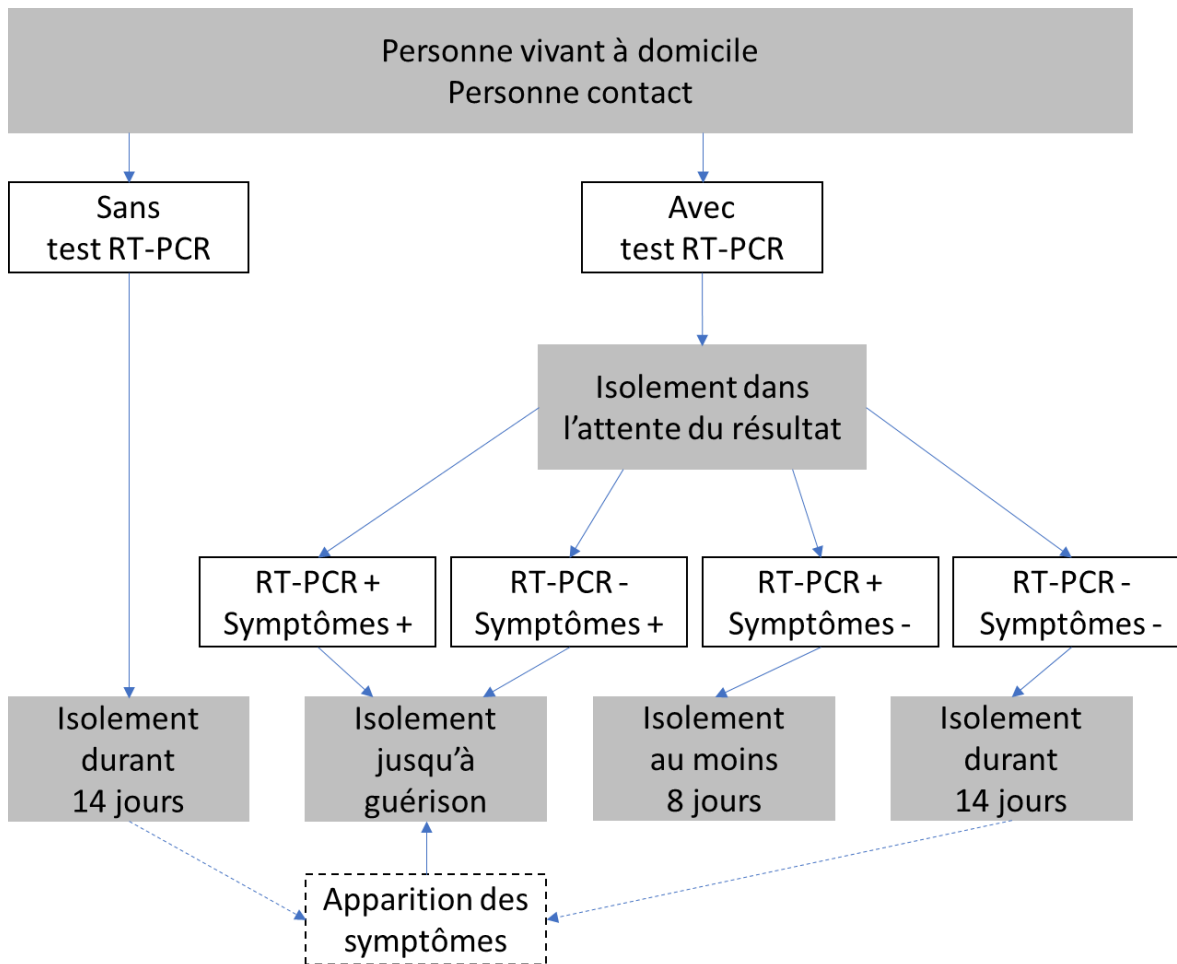 Personne vivant à domicile
Personne contact
Sans
test RT-PCR
Avec
test RT-PCR
Isolement dans
l’attente du résultat
RT-PCR +
Symptômes +
RT-PCR -
Symptômes +
RT-PCR +
Symptômes -
RT-PCR -
Symptômes -
Isolement
durant
14 jours
Isolement
jusqu’à
guérison
Isolement
au moins
8 jours
Isolement
durant
14 jours
Apparition des
symptômes